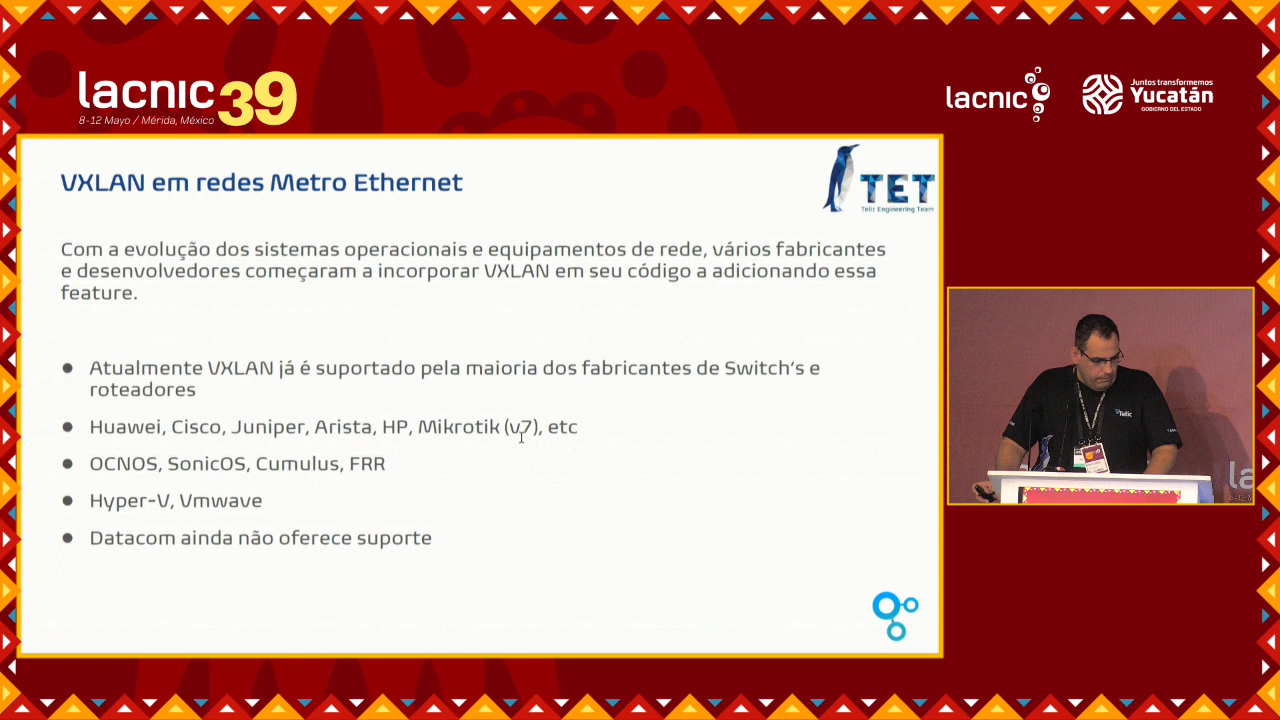 lacnic39
8-12 Mayo / Mérida, México
lacnic
Juntos transformemos
Yucatán
GOBIERNO DEL ESTADO
VXLAN em redes Metro Ethernet
TET
Telic Engineering Team
Com a evolução dos sistemas operacionais e equipamentos de rede, vários fabricantes
e desenvolvedores começaram a incorporar VXLAN em seu código a adicionando essa
feature.
● Atualmente VXLAN já é suportado pela maioria dos fabricantes de Switch's e
roteadores
● Huawei, Cisco, Juniper, Arista, HP, Mikrotik (v7), etc
● OCNOS, SonicOS, Cumulus, FRR
● Hyper-V, Vmwave
● Datacom ainda não oferece suporte
Telic
la